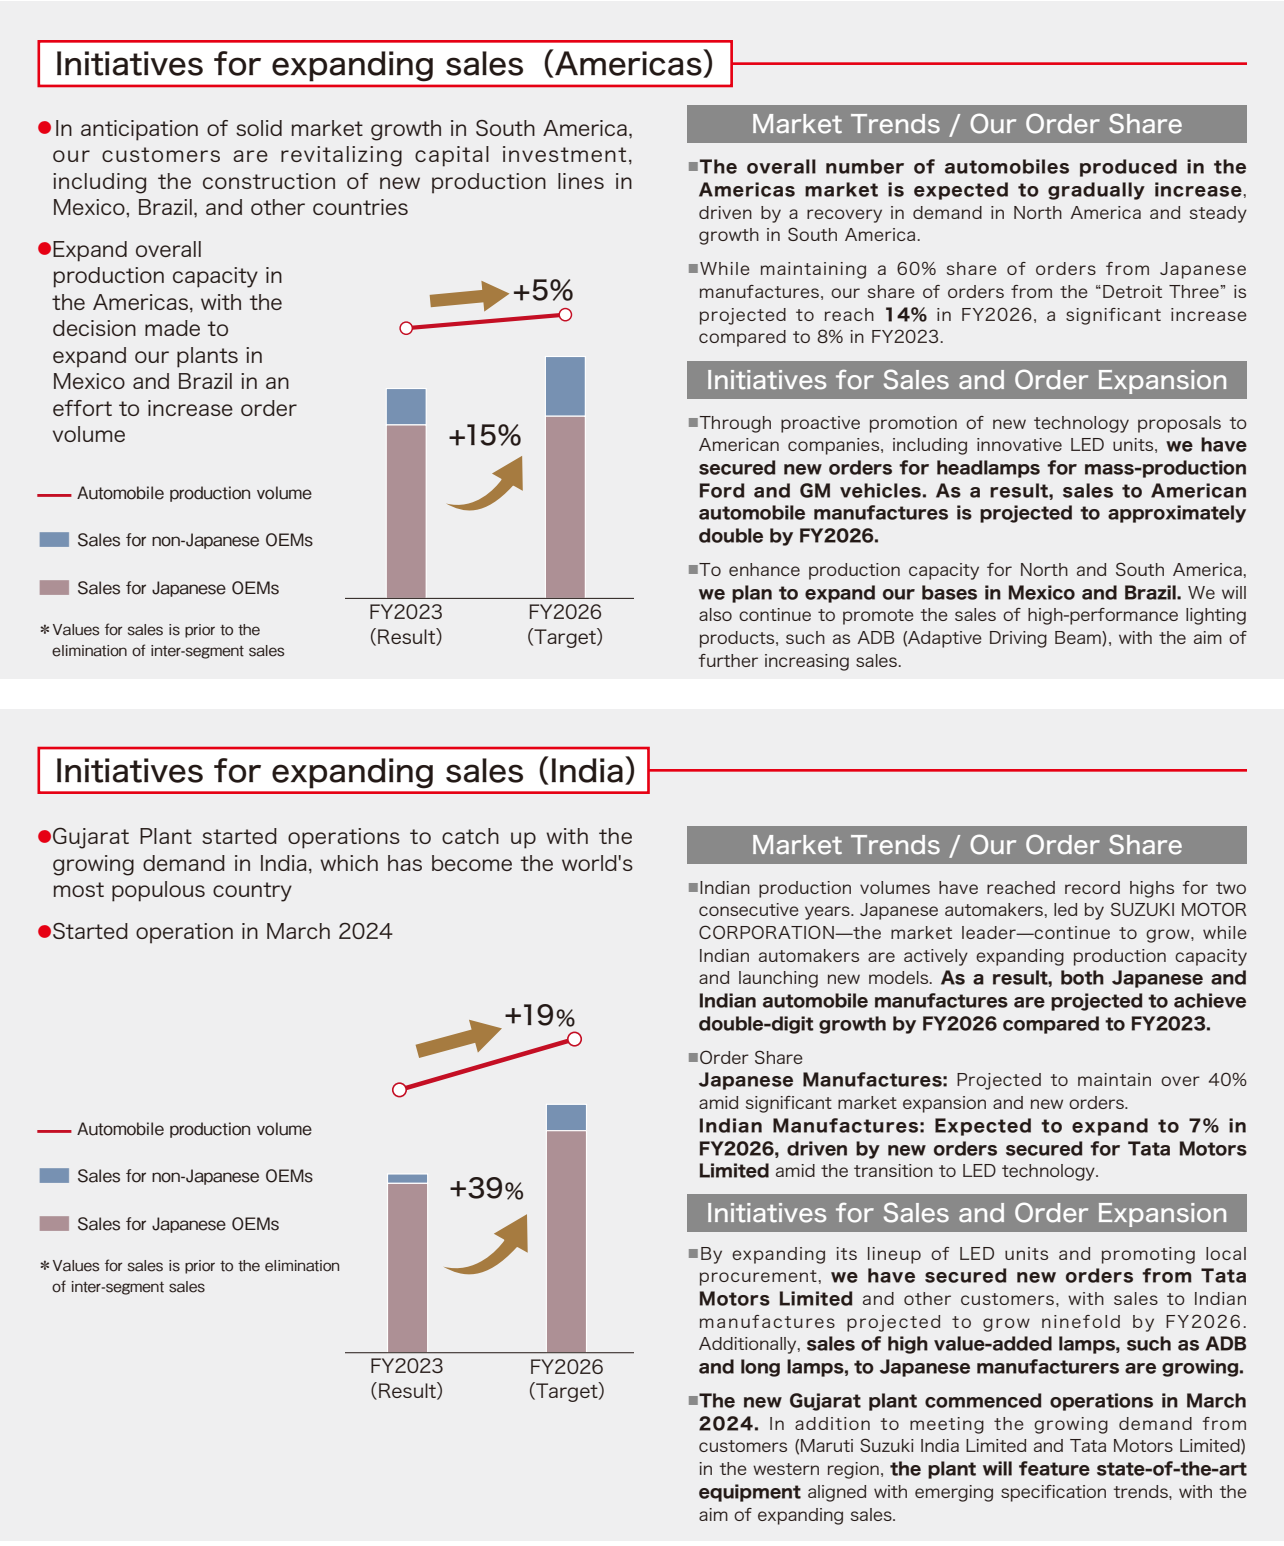 Initiatives for expanding sales（Americas）
●In anticipation of solid market growth in South America,
our customers are revitalizing capital investment,
including the construction of new production lines in
Mexico, Brazil, and other countries
●Expand overall
production capacity in
the Americas, with the
decision made to
expand our plants in
Mexico and Brazil in an
effort to increase order
volume
Automobile production volume
Sales for non-Japanese OEMs
Sales for Japanese OEMs
＊Values for sales is prior to the
elimination of inter-segment sales
+5%
+15%
FY2023
(Result)
FY2026
(Target)
Market Trends / Our Order Share
■The overall number of automobiles produced in the
Americas market is expected to gradually increase,
driven by a recovery in demand in North America and steady
growth in South America.
■While maintaining a 60% share of orders from Japanese
manufactures, our share of orders from the “Detroit Three” is
projected to reach 14% in FY2026, a significant increase
compared to 8% in FY2023.
Initiatives for Sales and Order Expansion
■Through proactive promotion of new technology proposals to
American companies, including innovative LED units, we have
secured new orders for headlamps for mass-production
Ford and GM vehicles. As a result, sales to American
automobile manufactures is projected to approximately
double by FY2026.
■To enhance production capacity for North and South America,
we plan to expand our bases in Mexico and Brazil. We will
also continue to promote the sales of high-performance lighting
products, such as ADB (Adaptive Driving Beam), with the aim of
further increasing sales.
Initiatives for expanding sales（India）
●Gujarat Plant started operations to catch up with the
growing demand in India, which has become the world's
most populous country
●Started operation in March 2024
Automobile production volume
Sales for non-Japanese OEMs
Sales for Japanese OEMs
＊Values for sales is prior to the elimination
of inter-segment sales
+19%
+39%
FY2023
(Result)
FY2026
(Target)
Market Trends / Our Order Share
■Indian production volumes have reached record highs for two
consecutive years. Japanese automakers, led by SUZUKI MOTOR
CORPORATION—the market leader—continue to grow, while
Indian automakers are actively expanding production capacity
and launching new models. As a result, both Japanese and
Indian automobile manufactures are projected to achieve
double-digit growth by FY2026 compared to FY2023.
■Order Share
Japanese Manufactures: Projected to maintain over 40%
amid significant market expansion and new orders.
Indian Manufactures: Expected to expand to 7% in
FY2026, driven by new orders secured for Tata Motors
Limited amid the transition to LED technology.
Initiatives for Sales and Order Expansion
■By expanding its lineup of LED units and promoting local
procurement, we have secured new orders from Tata
Motors Limited and other customers, with sales to Indian
manufactures projected to grow ninefold by FY2026.
Additionally, sales of high value-added lamps, such as ADB
and long lamps, to Japanese manufacturers are growing.
■The new Gujarat plant commenced operations in March
2024. In addition to meeting the growing demand from
customers (Maruti Suzuki India Limited and Tata Motors Limited)
in the western region, the plant will feature state-of-the-art
equipment aligned with emerging specification trends, with the
aim of expanding sales.